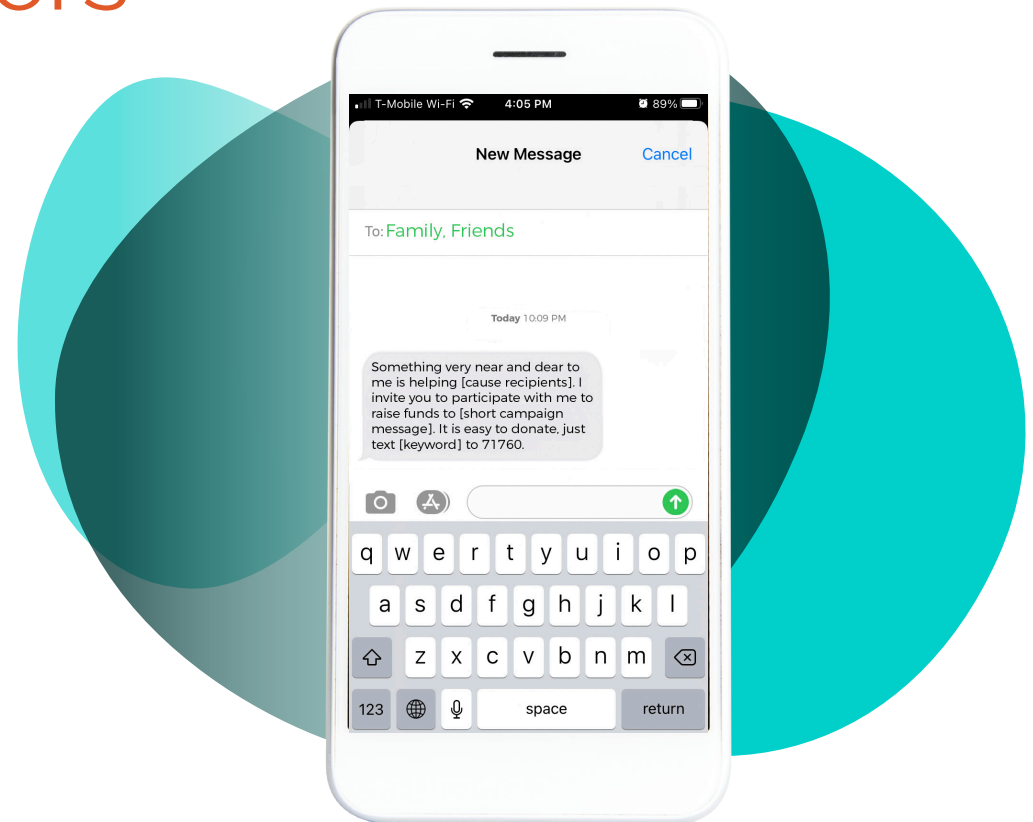 T-Mobile Wi-Fi 4:05 PM 89%
New Message Cancel
To: Family, Friends
Today 10:09 PM
Something very near and dear to
me is helping [cause recipients]. I
invite you to participate with me to
raise funds to [short campaign
message]. It is easy to donate, just
text [keyword] to 71760.
q w e r t y u i o p
a s d f g h j k l
z x c v b n m
123 space return